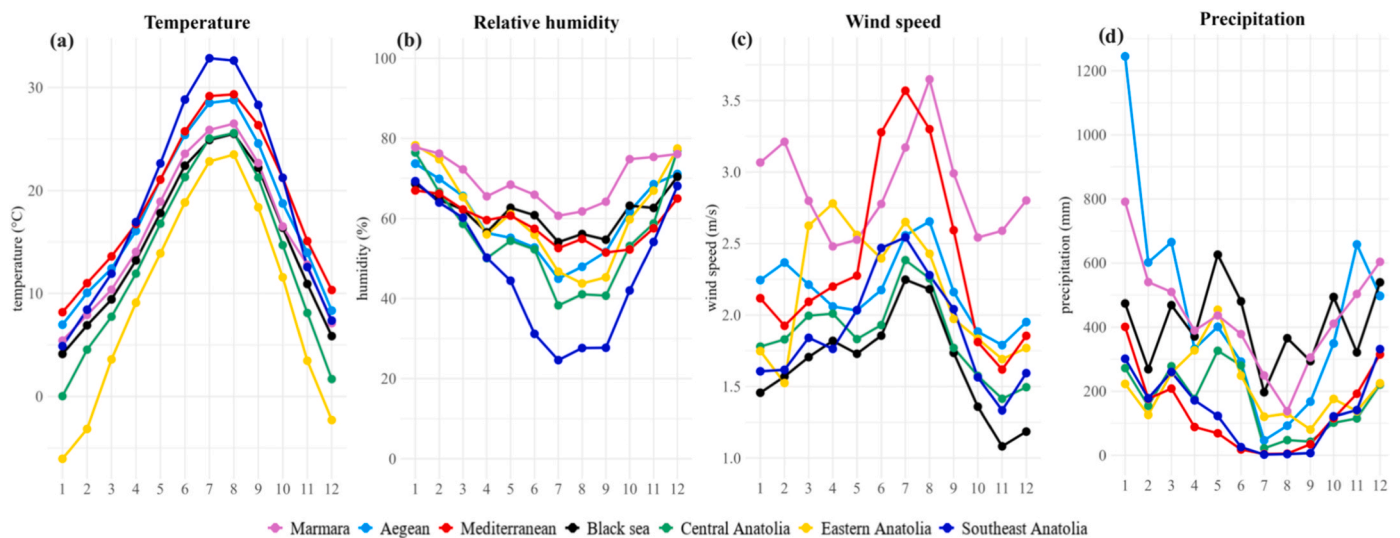 Temperature
Relative humidity
Wind speed
Precipitation
(a)
(b)
(c)
(d)
temperature (°C)
30
20
10
0
1 2 3 4 5 6 7 8 9 10 11 12
humidity (%)
100
80
60
40
20
0
1 2 3 4 5 6 7 8 9 10 11 12
wind speed (m/s)
3.5
3.0
2.5
2.0
1.5
1.0
1 2 3 4 5 6 7 8 9 10 11 12
precipitation (mm)
1200
1000
800
600
400
200
0
1 2 3 4 5 6 7 8 9 10 11 12
Marmara Aegean Mediterranean Black sea Central Anatolia Eastern Anatolia Southeast Anatolia